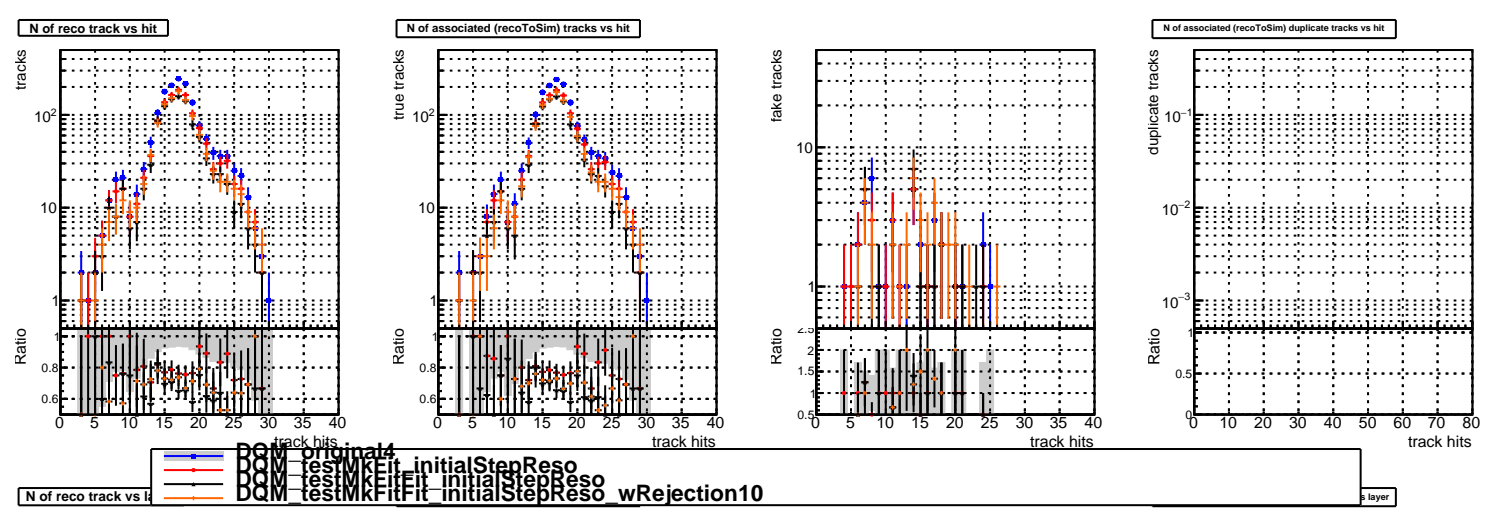 N of reco track vs hit
N of associated (recoToSim) tracks vs hit
N of associated (recoToSim) duplicate tracks vs hit
tracks
10²
10
1
Ratio
1
0.8
0.6
0 5 10 15 20 25 30 35 40
track hits
true tracks
10²
10
1
Ratio
1
0.8
0.6
0 5 10 15 20 25 30 35 40
track hits
fake tracks
10
1
Ratio
2.5
2
1.5
1
0.5
0 5 10 15 20 25 30 35 40
track hits
duplicate tracks
10⁻¹
10⁻²
10⁻³
Ratio
1
0.5
0
0 10 20 30 40 50 60 70 80
track hits
DQM_original4
DQM_testMkFit_initialStepReso
DQM_testMkFitFit_initialStepReso
DQM_testMkFitFit_initialStepReso_wRejection10
N of reco track vs la
s layer